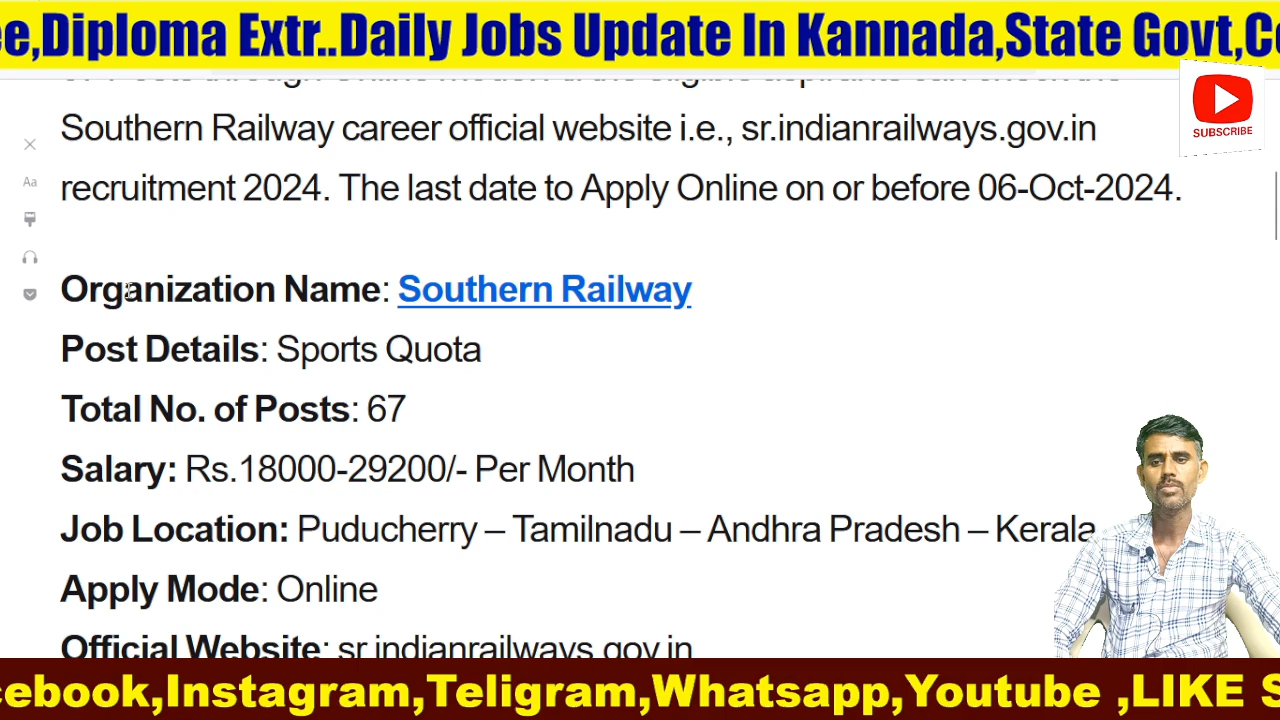 ee,Diploma Extr..Daily Jobs Update In Kannada,State Govt,Ce
Southern Railway career official website i.e., sr.indianrailways.gov.in
SUBSCRIBE
recruitment 2024. The last date to Apply Online on or before 06-Oct-2024.
Aa
Organization Name: Southern Railway
Post Details: Sports Quota
Total No. of Posts: 67
Salary: Rs.18000-29200/- Per Month
Job Location: Puducherry – Tamilnadu – Andhra Pradesh – Kerala
Apply Mode: Online
Official Website: sr.indianrailways.gov.in
cebook,Instagram,Teligram,Whatsapp,Youtube ,LIKE S